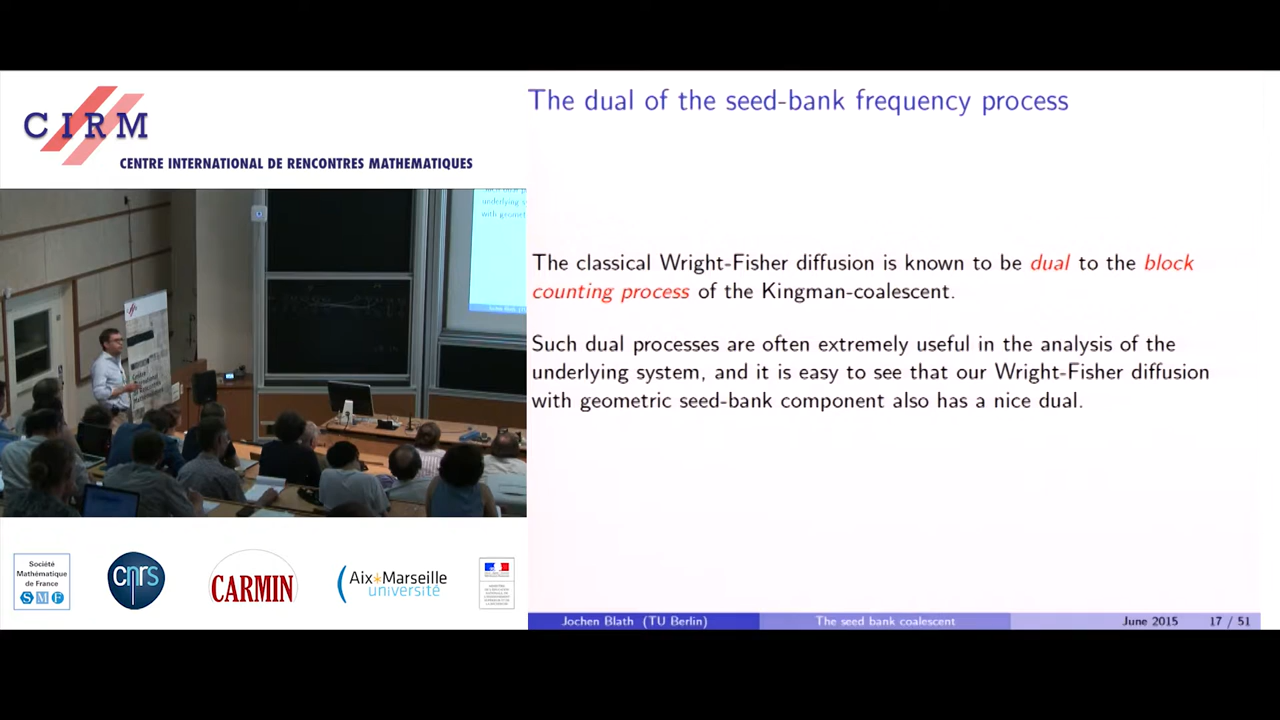 CIRM
CENTRE INTERNATIONAL DE RENCONTRES MATHEMATIQUES
underlying
with geomet
Société
Mathématique
de France
SMF
cnrs
CARMIN
Aix*Marseille
université
The dual of the seed-bank frequency process
The classical Wright-Fisher diffusion is known to be dual to the block
counting process of the Kingman-coalescent.
Such dual processes are often extremely useful in the analysis of the
underlying system, and it is easy to see that our Wright-Fisher diffusion
with geometric seed-bank component also has a nice dual.
Jochen Blath (TU Berlin)
The seed bank coalescent
June 2015
17 / 51